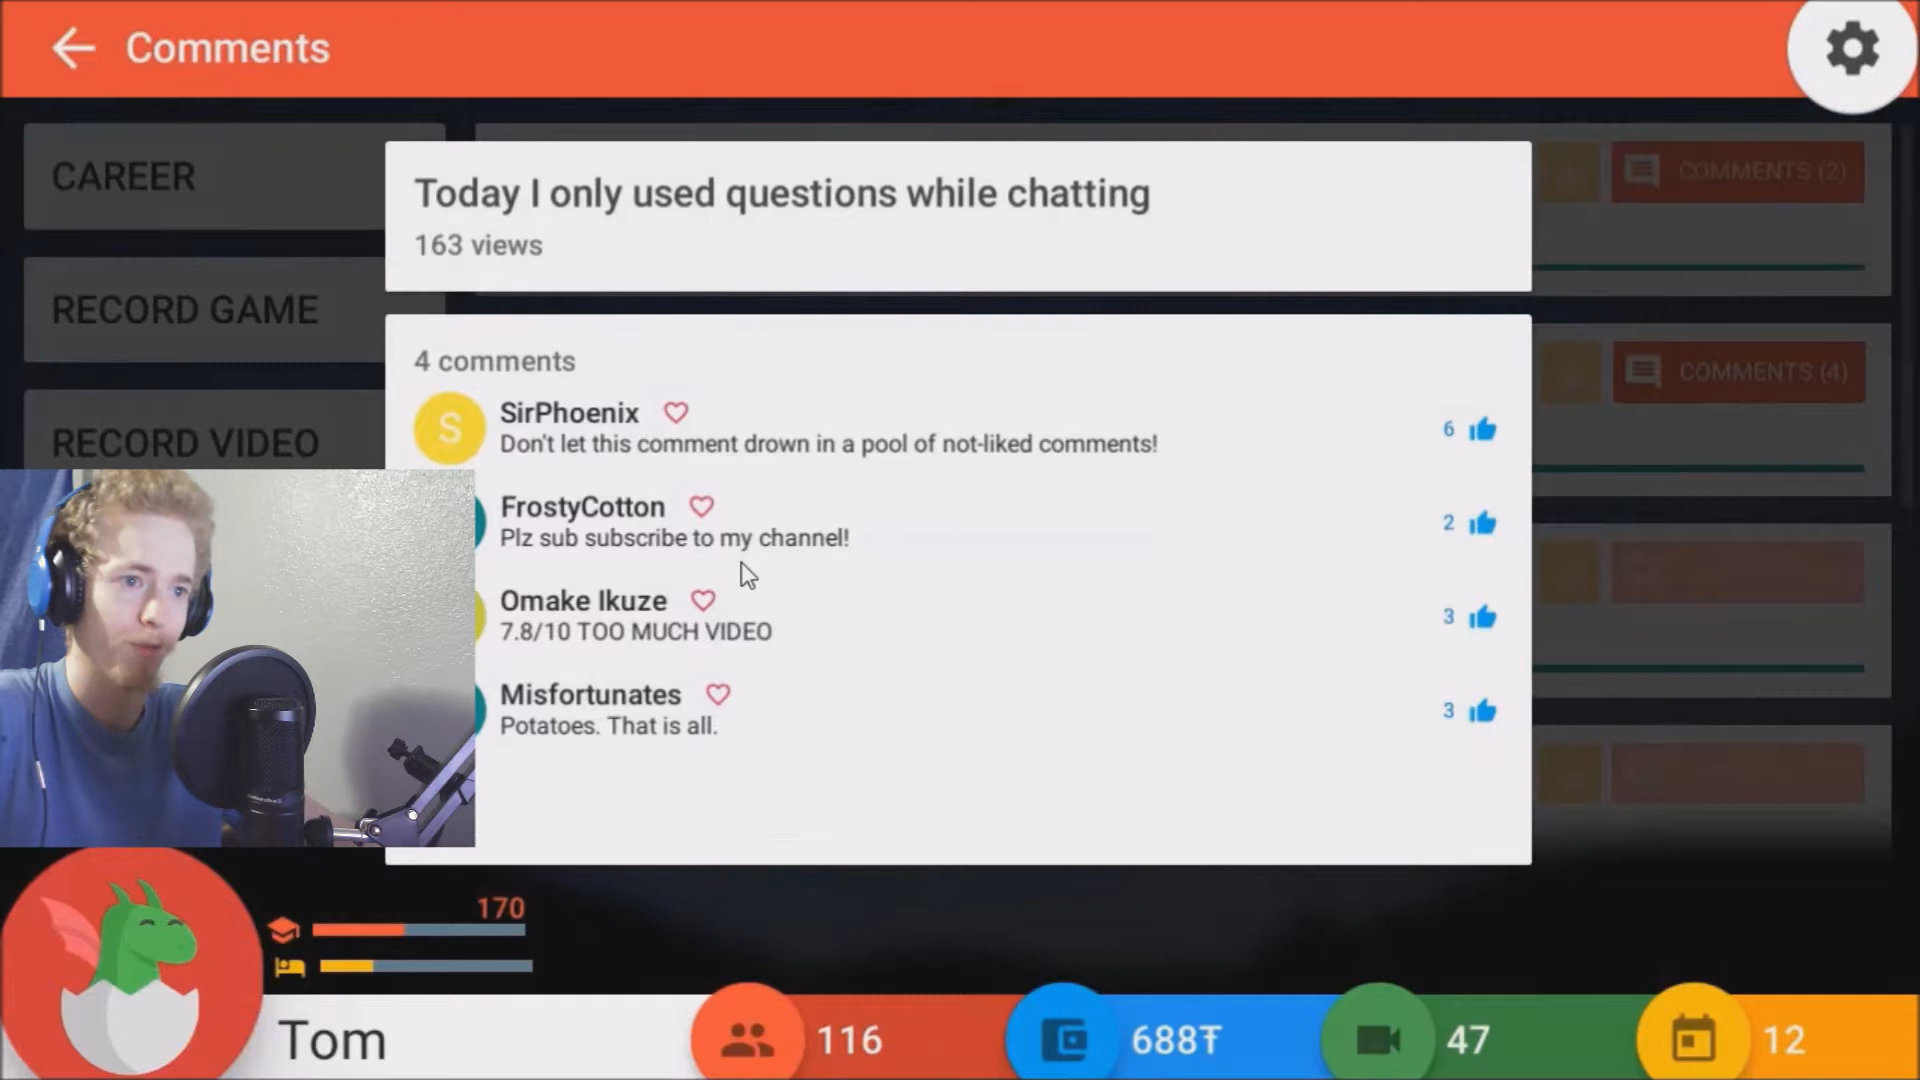 Comments
CAREER
RECORD GAME
RECORD VIDEO
COMMENTS (2)
COMMENTS (4)
Today I only used questions while chatting
163 views
4 comments
S
SirPhoenix
Don't let this comment drown in a pool of not-liked comments!
6
FrostyCotton
Plz sub subscribe to my channel!
2
Omake Ikuze
7.8/10 TOO MUCH VIDEO
3
Misfortunates
Potatoes. That is all.
3
170
Tom
116
688₮
47
12